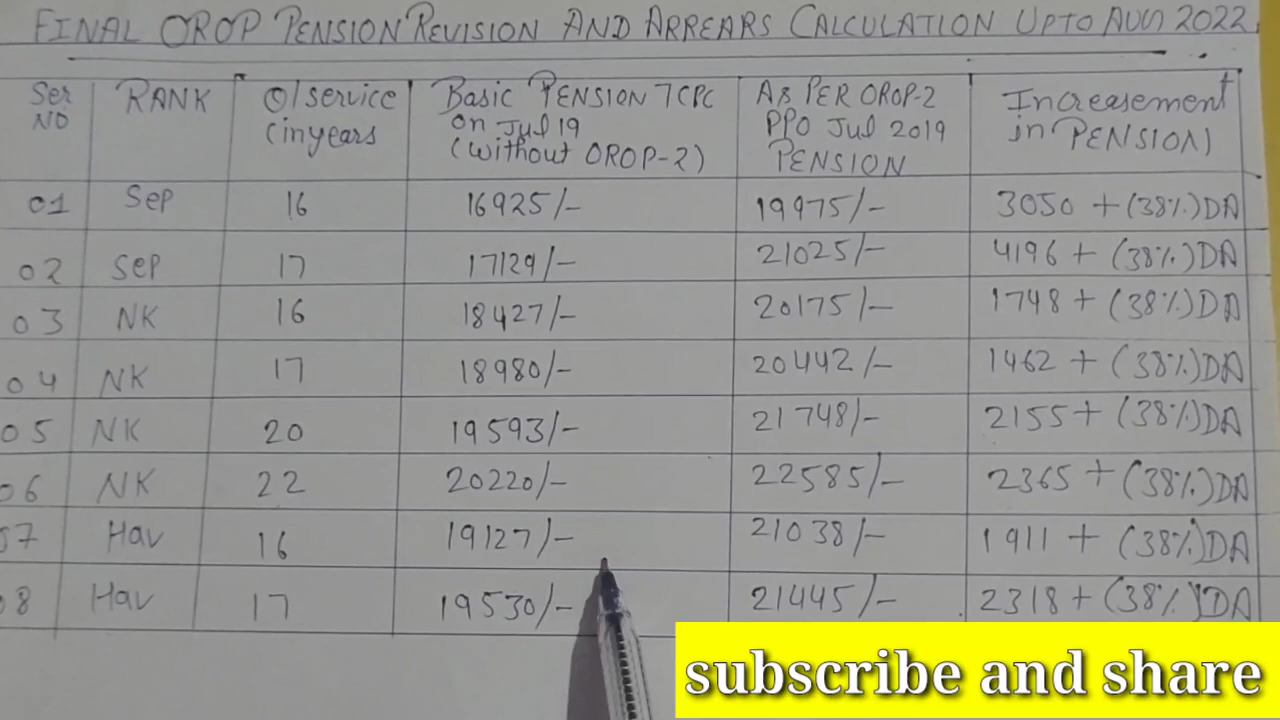 FINAL OROP PENSION REVISION AND ARREARS CALCULATION UPTO AUG 2022
Ser NO RANK Q/service (in years Basic PENSION 7CPC on Jul 19 (without OROP-2) AS PER OROP-2 PPO Jul 2019 PENSION Increasement in PENSION)
01 Sep 16 16925/- 19975/- 3050 + (38%)DA
02 Sep 17 17129/- 21025/- 4196 + (38%)DA
03 NK 16 18427/- 20175/- 1748 + (38%)DA
04 NK 17 18980/- 20442/- 1462 + (38%)DA
05 NK 20 19593/- 21748/- 2155 + (38%)DA
06 NK 22 20220/- 22585/- 2365 + (38%)DA
07 Hav 16 19127/- 21038/- 1911 + (38%)DA
08 Hav 17 19530/- 21445/- 2318 + (38%)DA
subscribe and share